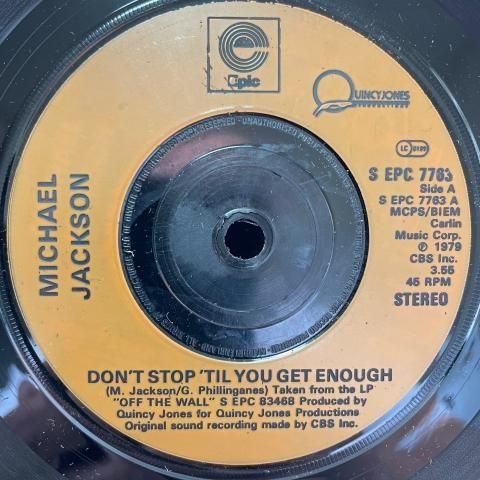 epic
QUINCY JONES
PRODUCTIONS
LC 0199
S EPC 7763
Side A
S EPC 7763 A
MCPS/BIEM
Carlin
Music Corp.
℗ 1979
CBS Inc.
3.55
45 RPM
STEREO
MICHAEL
JACKSON
DON'T STOP 'TIL YOU GET ENOUGH
(M. Jackson/G. Phillinganes) Taken from the LP
"OFF THE WALL" S EPC 83468 Produced by
Quincy Jones for Quincy Jones Productions
Original sound recording made by CBS Inc.